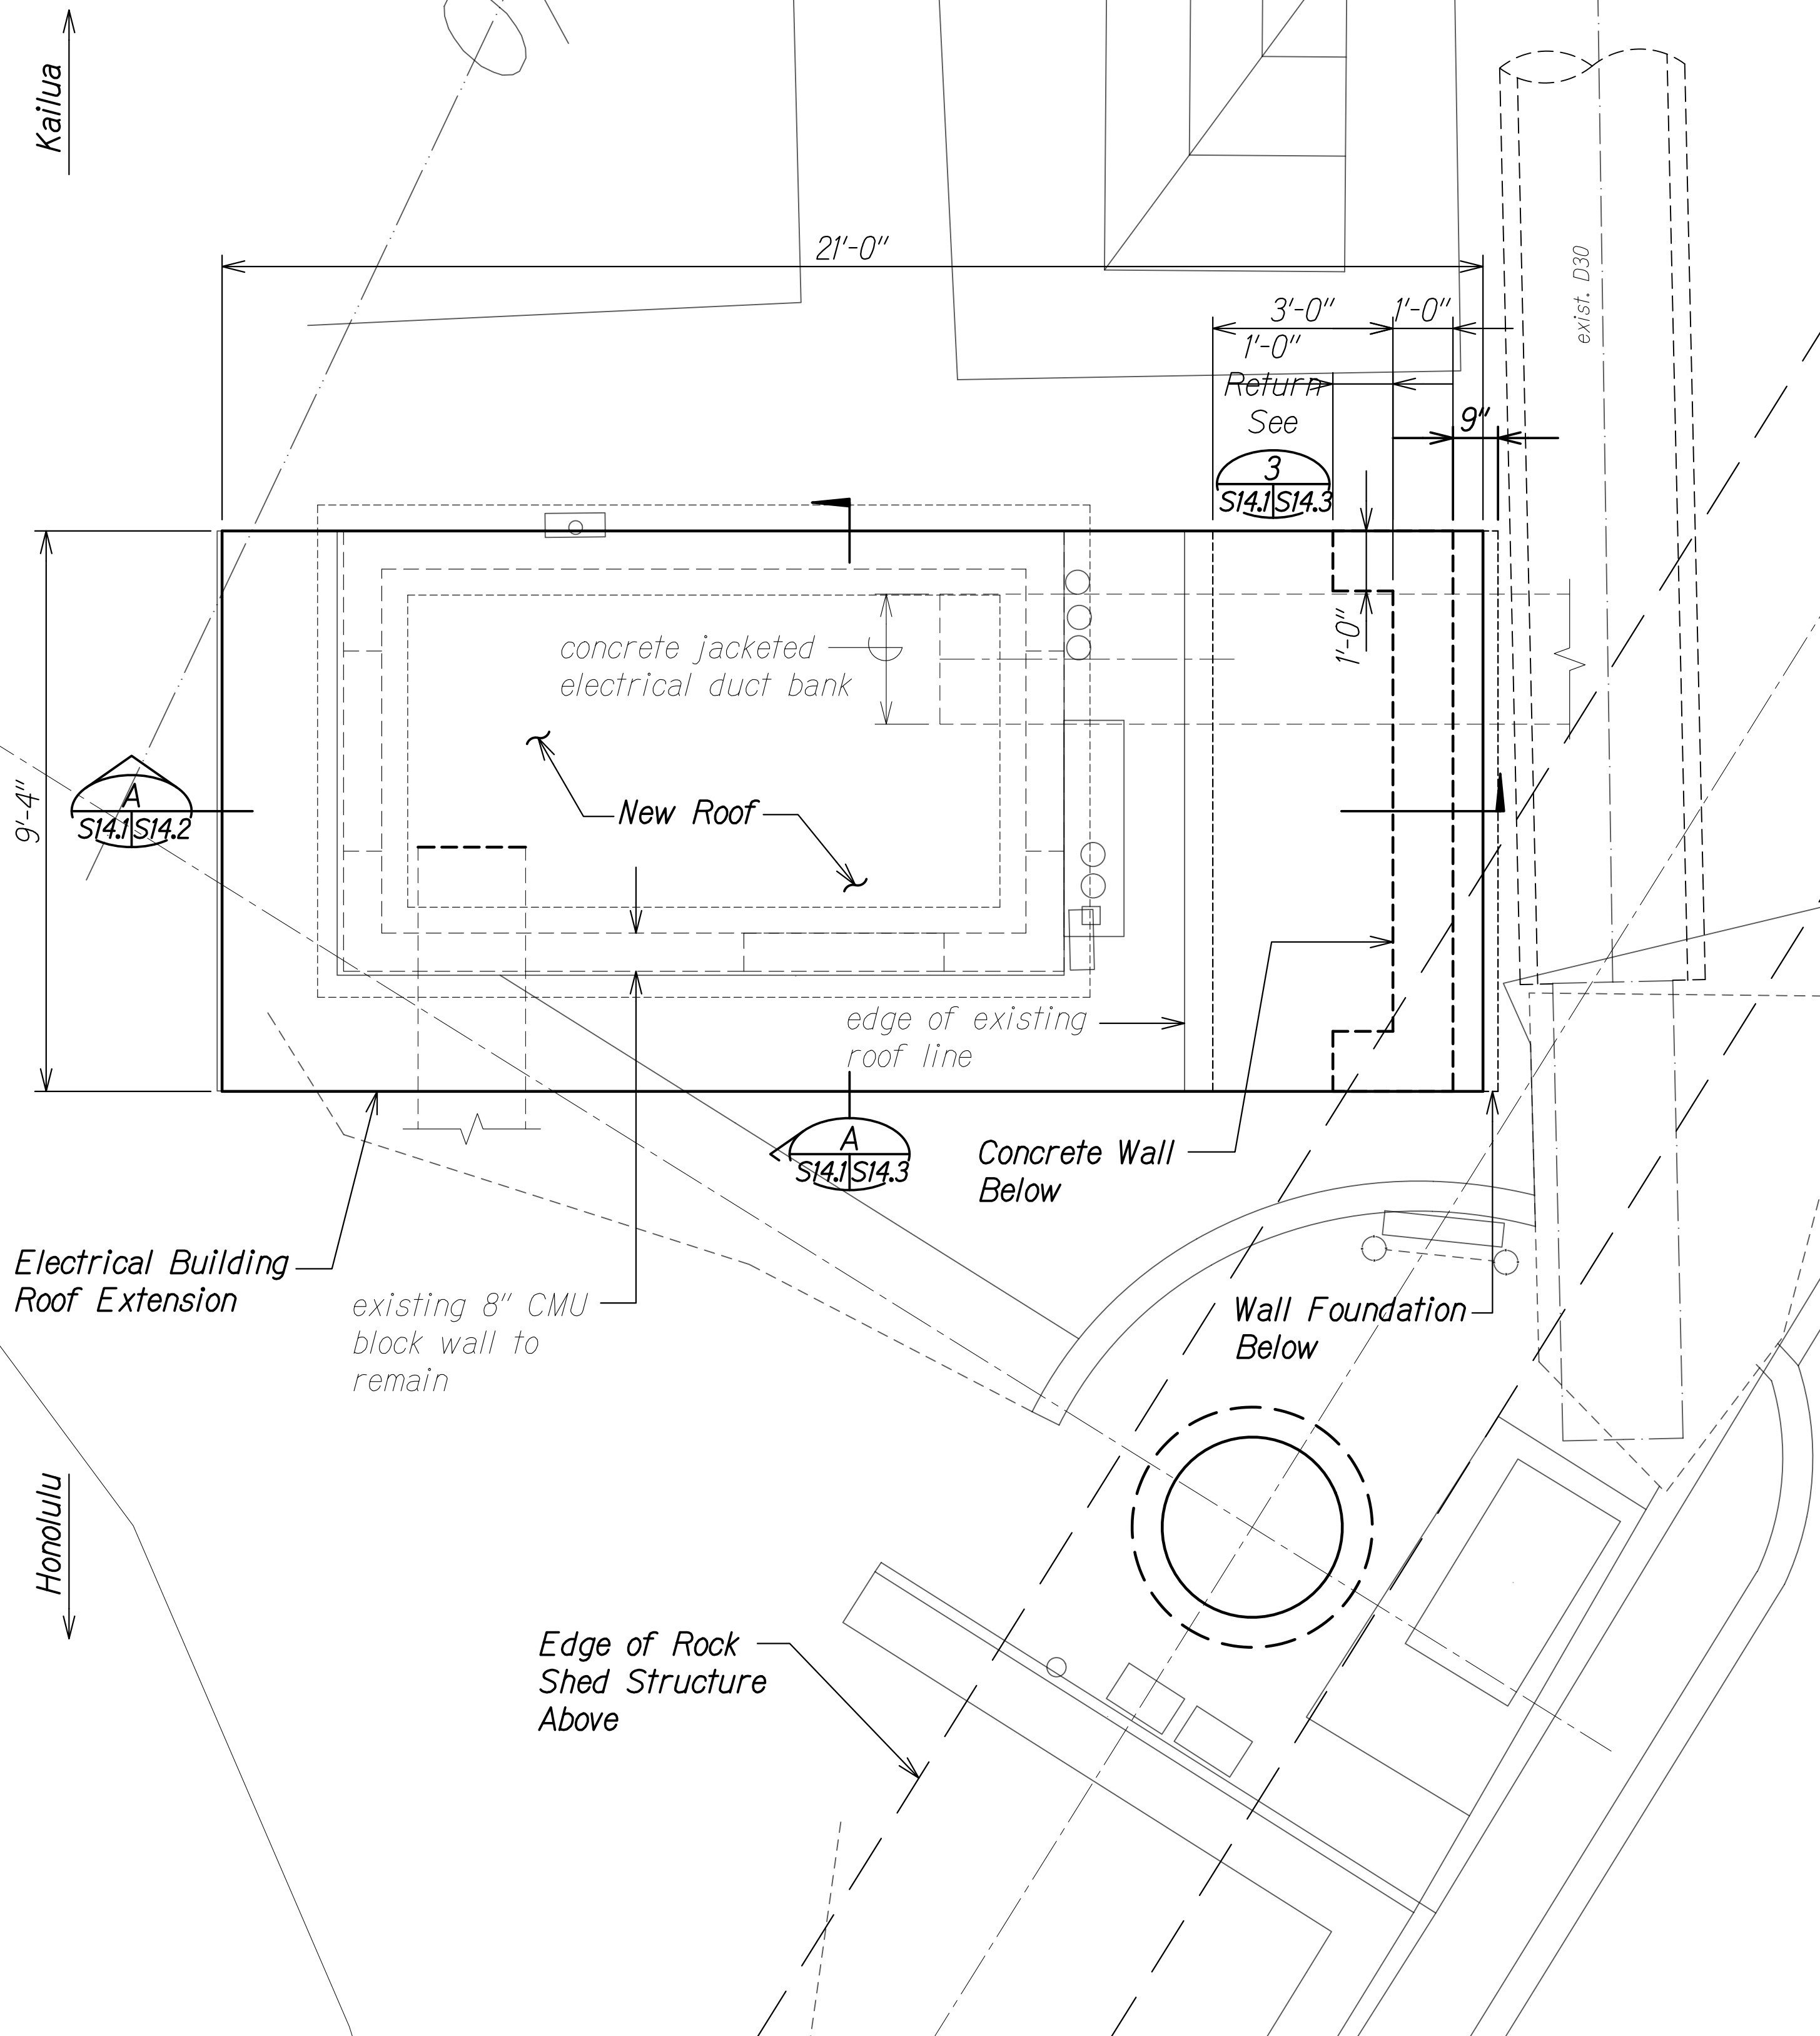 Kailua
21'-0"
exist. D30
3'-0"
1'-0"
1'-0"
Return
See
9"
3
S14.1 S14.3
1'-0"
concrete jacketed
electrical duct bank
9'-4"
A
S14.1 S14.2
New Roof
edge of existing
roof line
A
S14.1 S14.3
Concrete Wall
Below
Electrical Building
Roof Extension
existing 8" CMU
block wall to
remain
Wall Foundation
Below
Honolulu
Edge of Rock
Shed Structure
Above